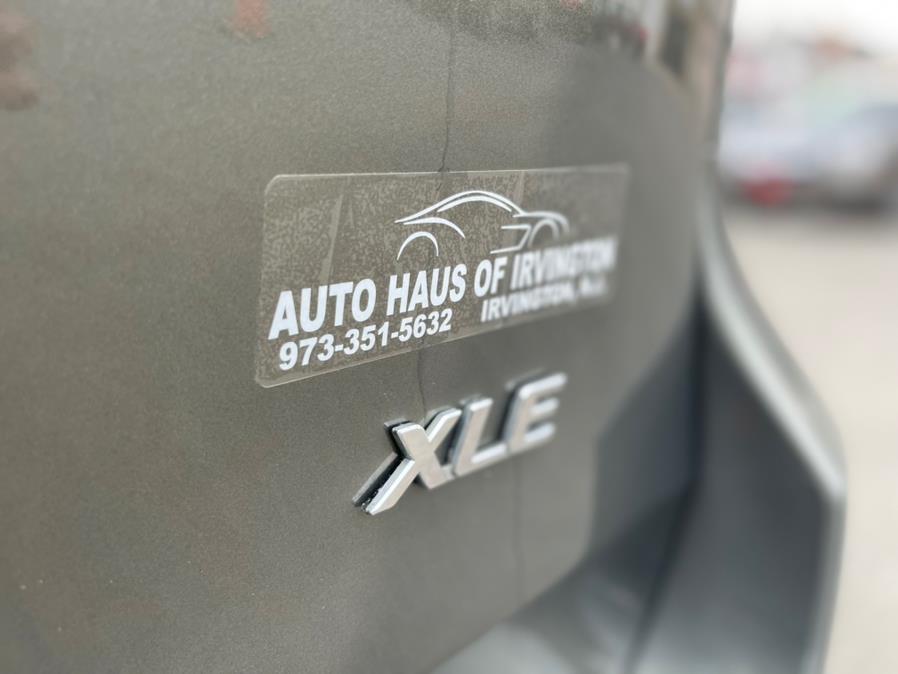 AUTO HAUS OF IRVINGTON
973-351-5632 IRVINGTON, N.J.
XLE